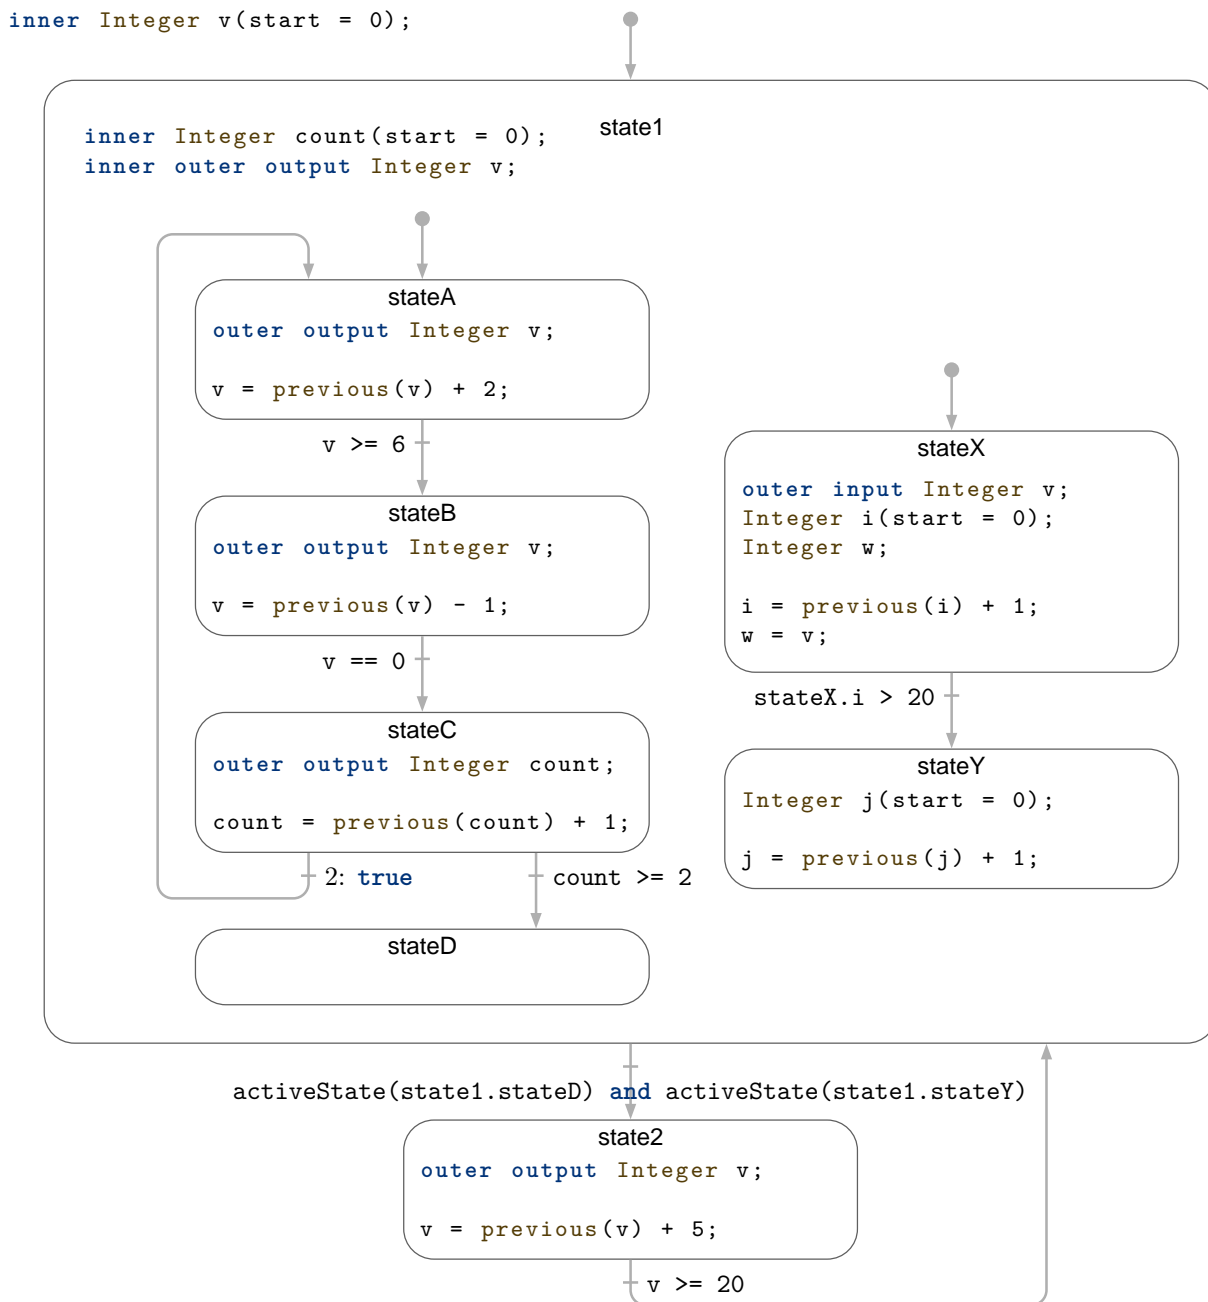 inner Integer v(start = 0);
state1
inner Integer count(start = 0);
inner outer output Integer v;
stateA
outer output Integer v;
v = previous(v) + 2;
v >= 6
stateB
outer output Integer v;
v = previous(v) - 1;
v == 0
stateC
outer output Integer count;
count = previous(count) + 1;
2: true
count >= 2
stateD
stateX
outer input Integer v;
Integer i(start = 0);
Integer w;
i = previous(i) + 1;
w = v;
stateX.i > 20
stateY
Integer j(start = 0);
j = previous(j) + 1;
activeState(state1.stateD) and activeState(state1.stateY)
state2
outer output Integer v;
v = previous(v) + 5;
v >= 20